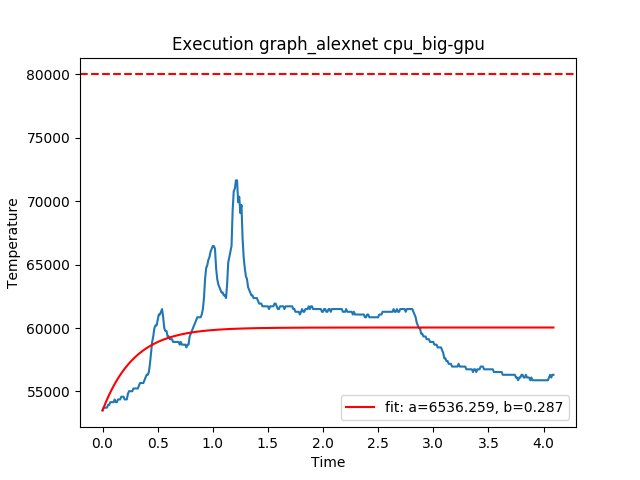 Execution graph_alexnet cpu_big-gpu
80000
75000
70000
65000
60000
55000
Temperature
0.0 0.5 1.0 1.5 2.0 2.5 3.0 3.5 4.0
Time
fit: a=6536.259, b=0.287